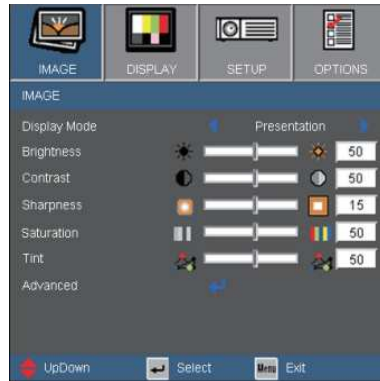 IMAGE DISPLAY SETUP OPTIONS
IMAGE
Display Mode Presentation
Brightness 50
Contrast 50
Sharpness 15
Saturation 50
Tint 50
Advanced
UpDown Select Menu Exit